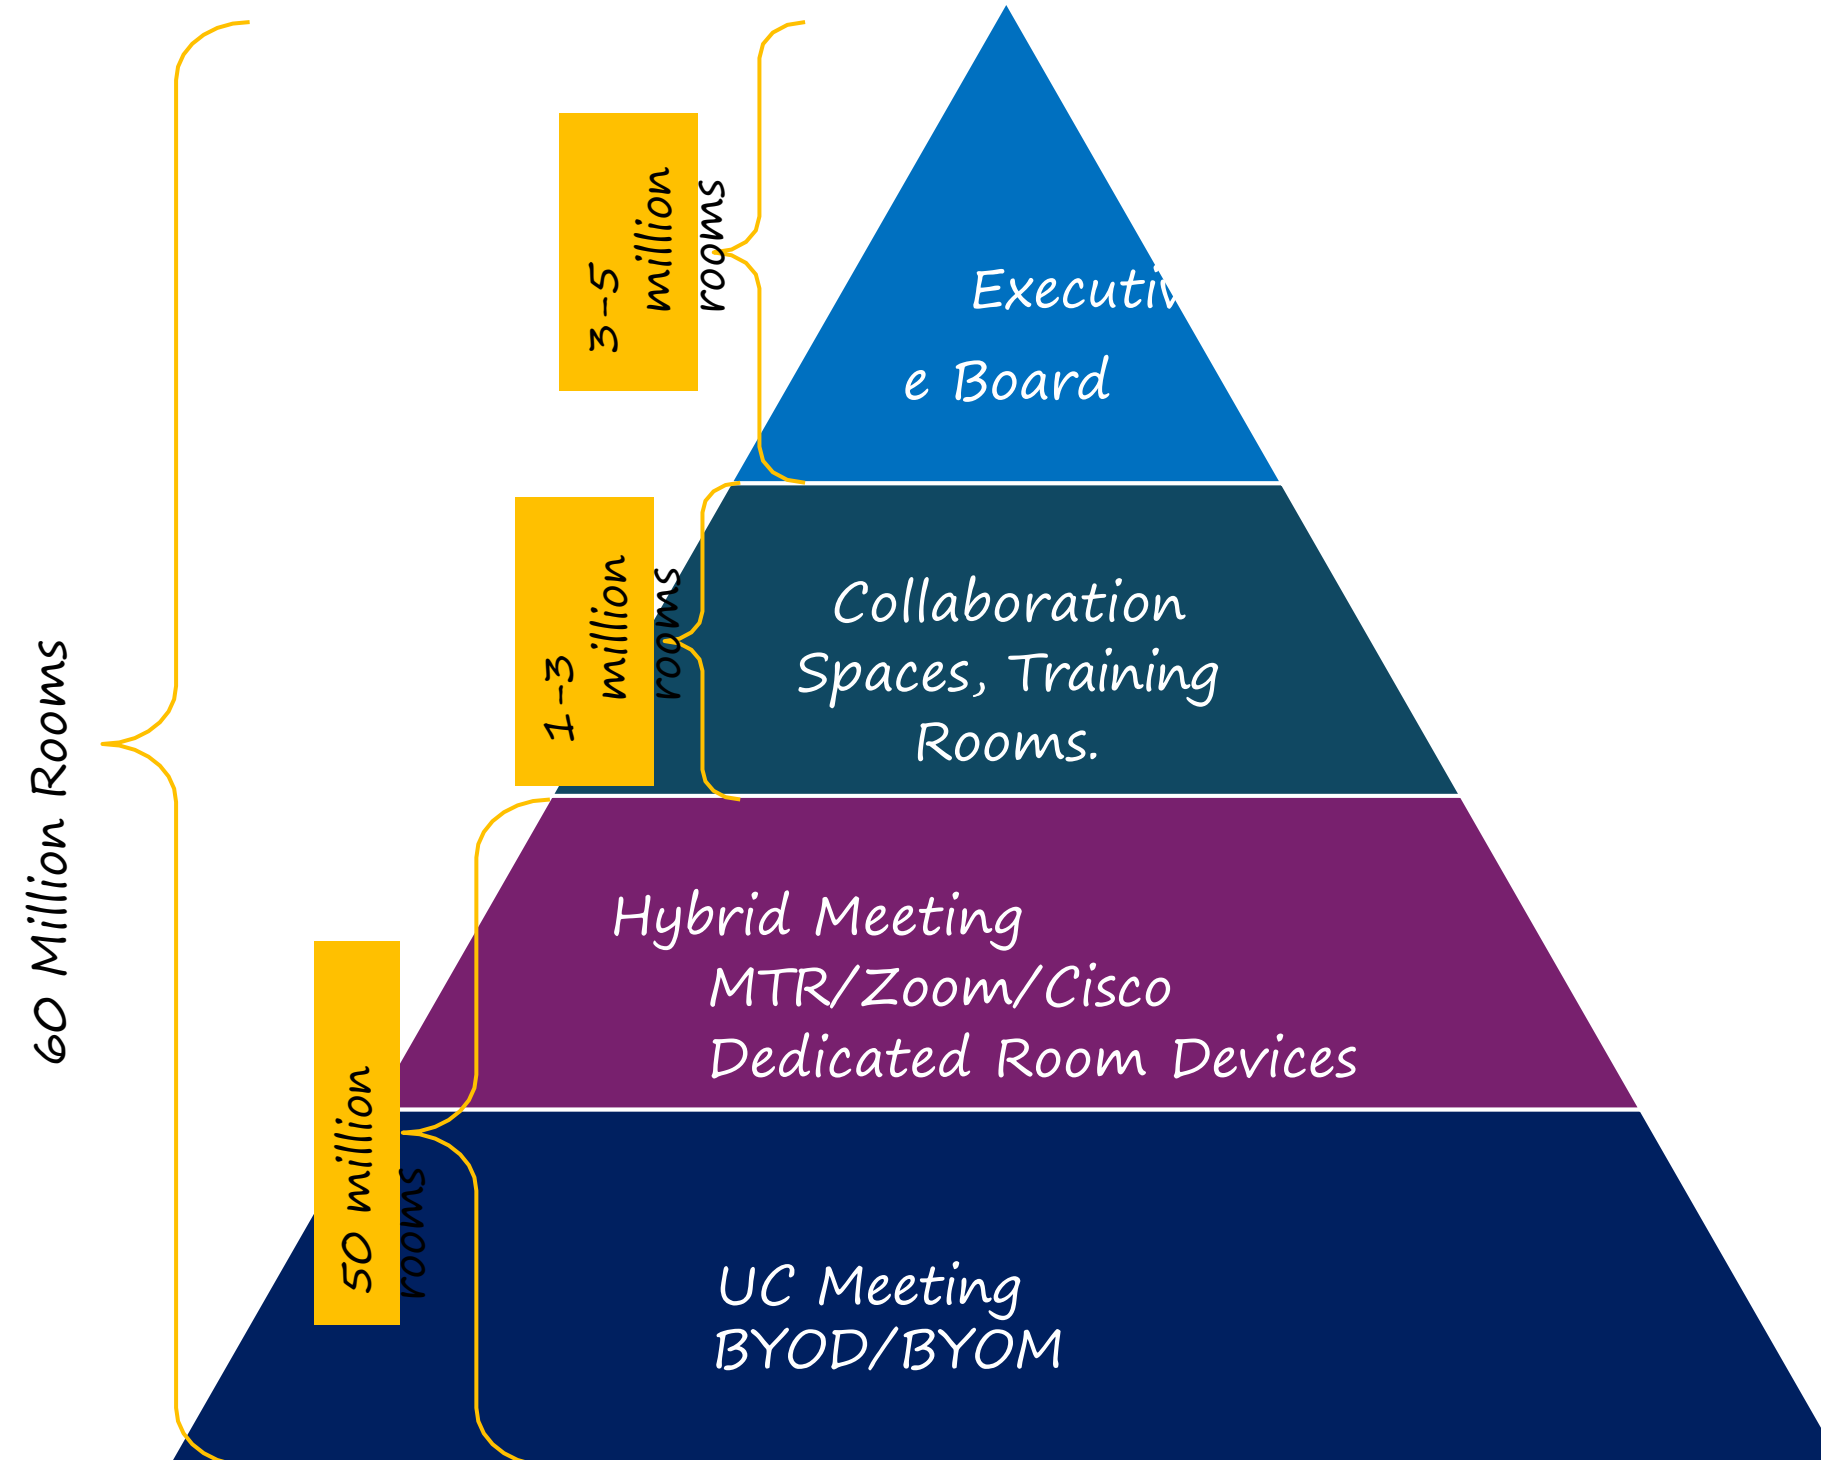 60 Million Rooms
3-5
million
rooms
Executiv
e Board
1-3
million
rooms
Collaboration
Spaces, Training
Rooms.
50 million
rooms
Hybrid Meeting
MTR/Zoom/Cisco
Dedicated Room Devices
UC Meeting
BYOD/BYOM